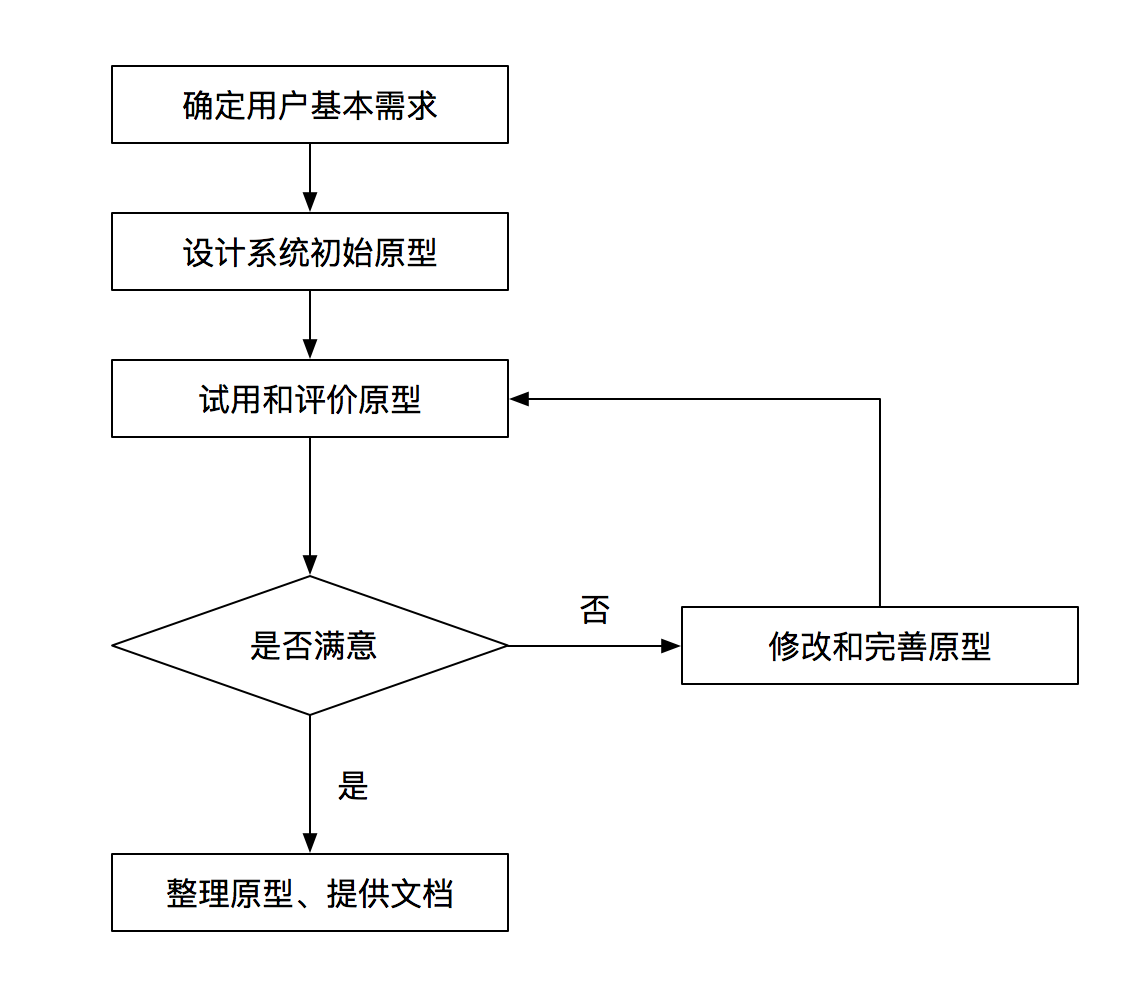 确定用户基本需求
设计系统初始原型
试用和评价原型
是否满意
否
修改和完善原型
是
整理原型、提供文档